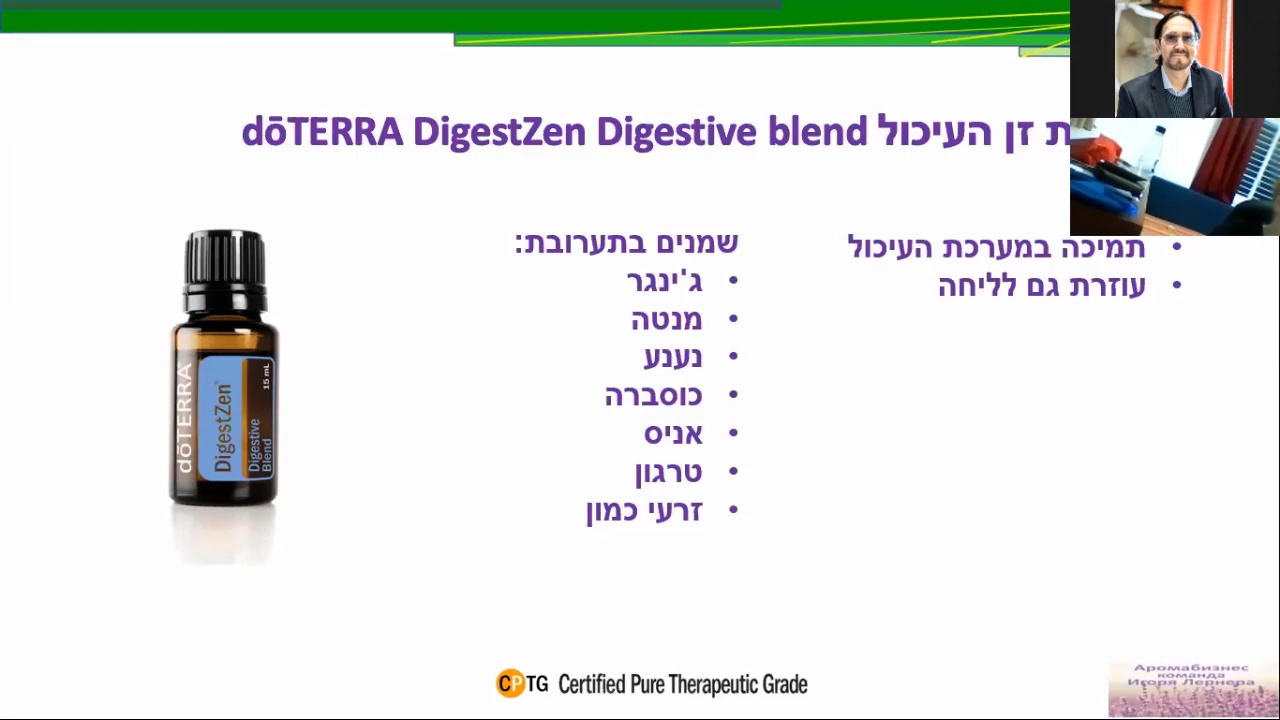 ת זן העיכול dōTERRA DigestZen Digestive blend
תמיכה במערכת העיכול
עוזרת גם לליחה
שמנים בתערובת:
ג'ינגר
מנטה
נענע
כוסברה
אניס
טרגון
זרעי כמון
dōTERRA
DigestZen
Digestive
Blend
15 mL
CPTG Certified Pure Therapeutic Grade
Аромабизнес
команда
Игоря Лернера